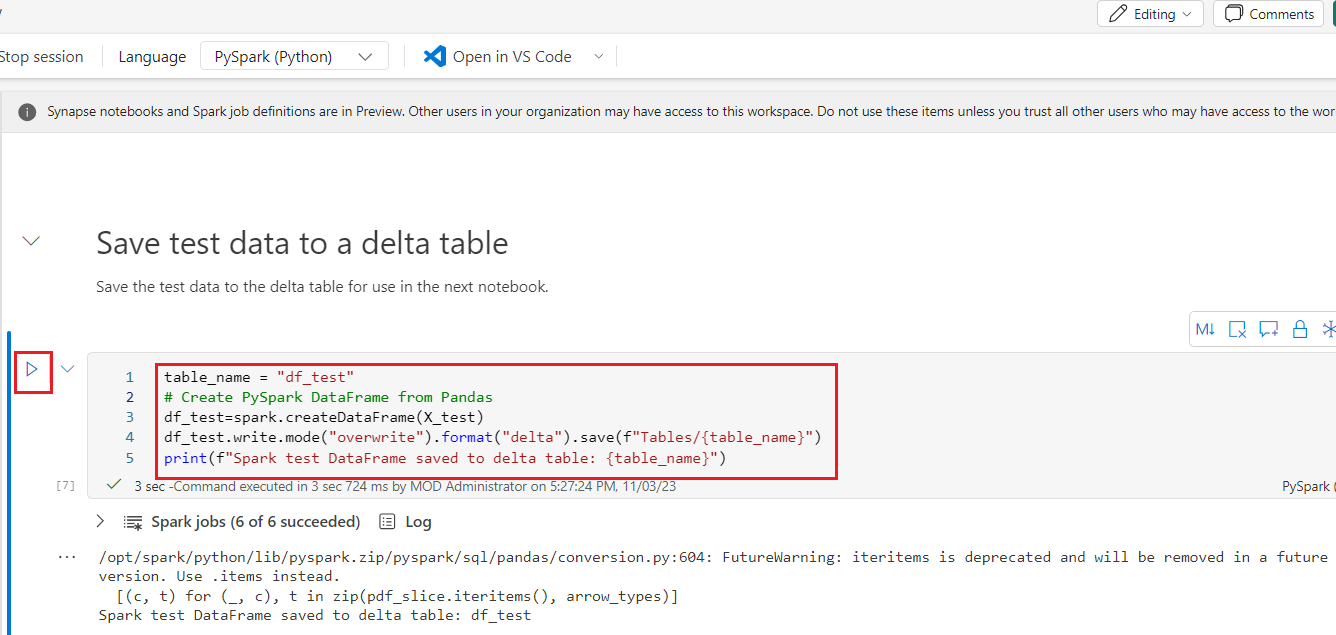 Editing
Comments
Stop session
Language
PySpark (Python)
Open in VS Code
Synapse notebooks and Spark job definitions are in Preview. Other users in your organization may have access to this workspace. Do not use these items unless you trust all other users who may have access to the wor
Save test data to a delta table
Save the test data to the delta table for use in the next notebook.
M↓
1 table_name = "df_test"
2 # Create PySpark DataFrame from Pandas
3 df_test=spark.createDataFrame(X_test)
4 df_test.write.mode("overwrite").format("delta").save(f"Tables/{table_name}")
5 print(f"Spark test DataFrame saved to delta table: {table_name}")
[7] 3 sec -Command executed in 3 sec 724 ms by MOD Administrator on 5:27:24 PM, 11/03/23
PySpark (
Spark jobs (6 of 6 succeeded) Log
... /opt/spark/python/lib/pyspark.zip/pyspark/sql/pandas/conversion.py:604: FutureWarning: iteritems is deprecated and will be removed in a future
version. Use .items instead.
[(c, t) for (_, c), t in zip(pdf_slice.iteritems(), arrow_types)]
Spark test DataFrame saved to delta table: df_test